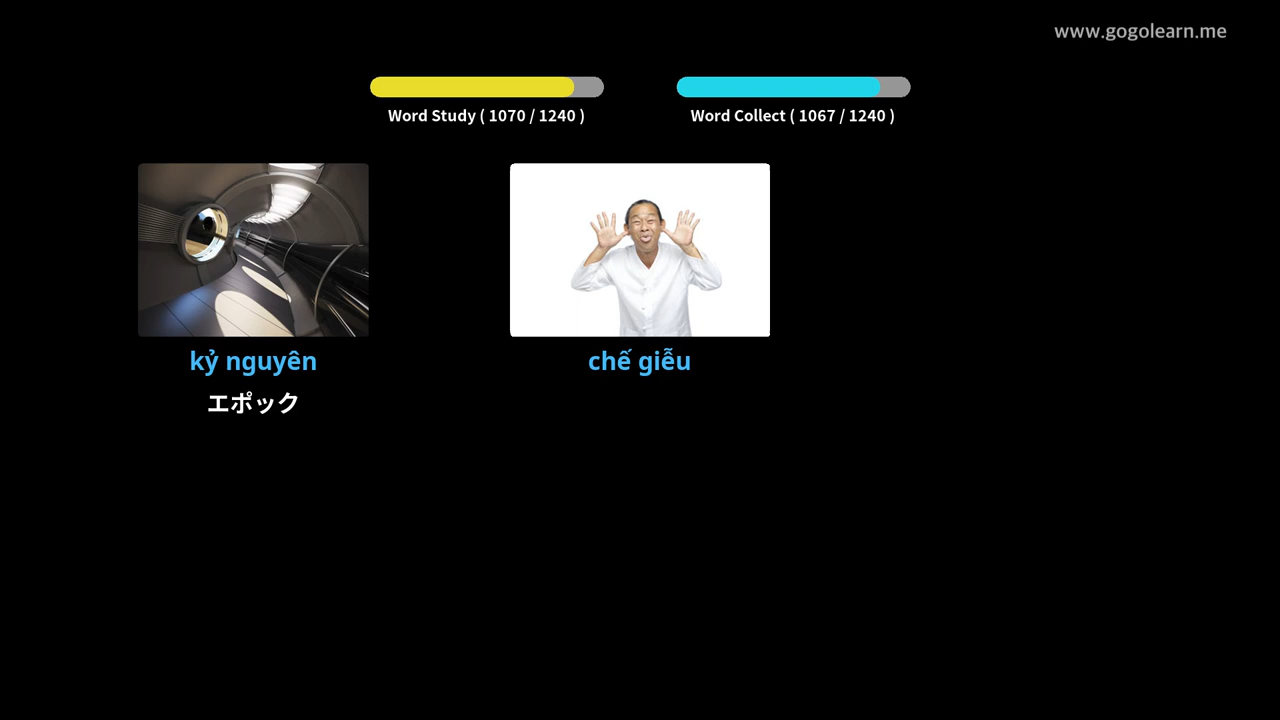 www.gogolearn.me
Word Study ( 1070 / 1240 )
Word Collect ( 1067 / 1240 )
kỷ nguyên
chế giễu
エポック